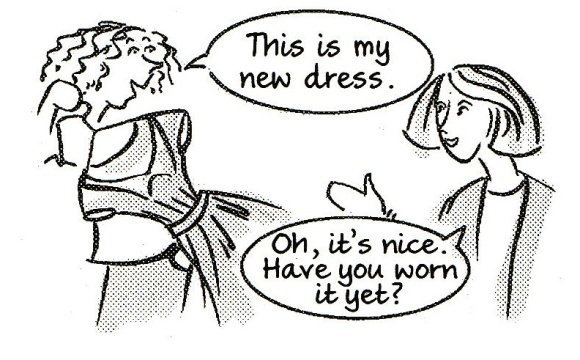 This is my
new dress.
Oh, it's nice.
Have you worn
it yet?